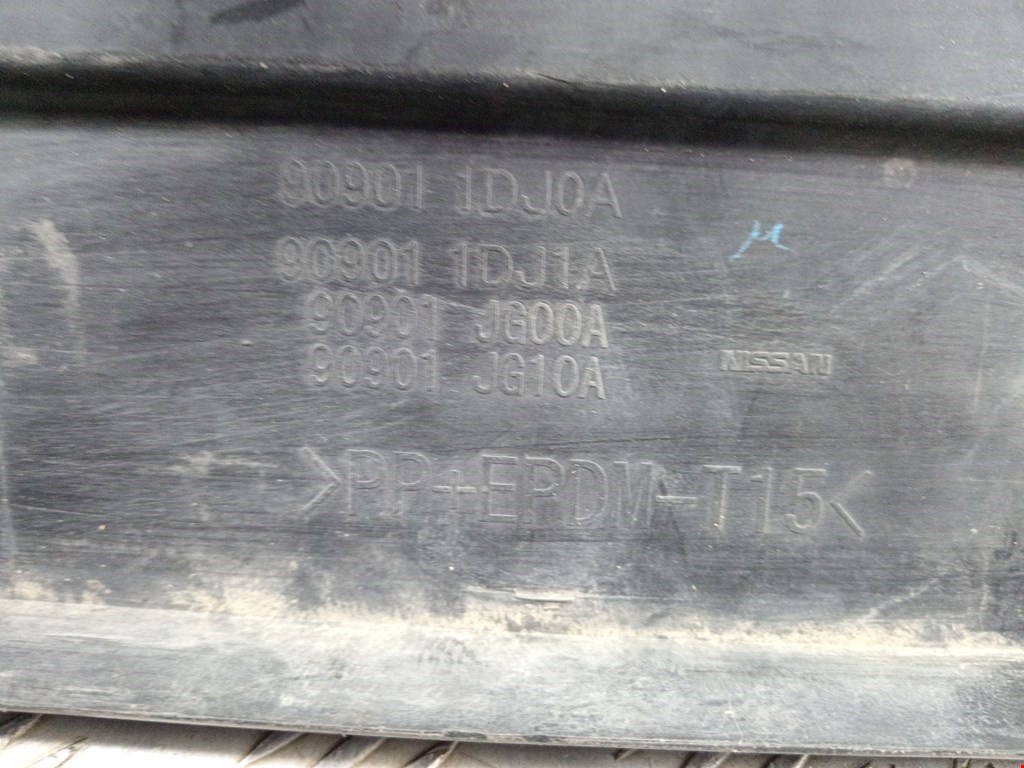 90901 1DJ0A
90901 1DJ1A
90901 JG00A
90901 JG10A
NISSAN
>PP+EPDM-T15<